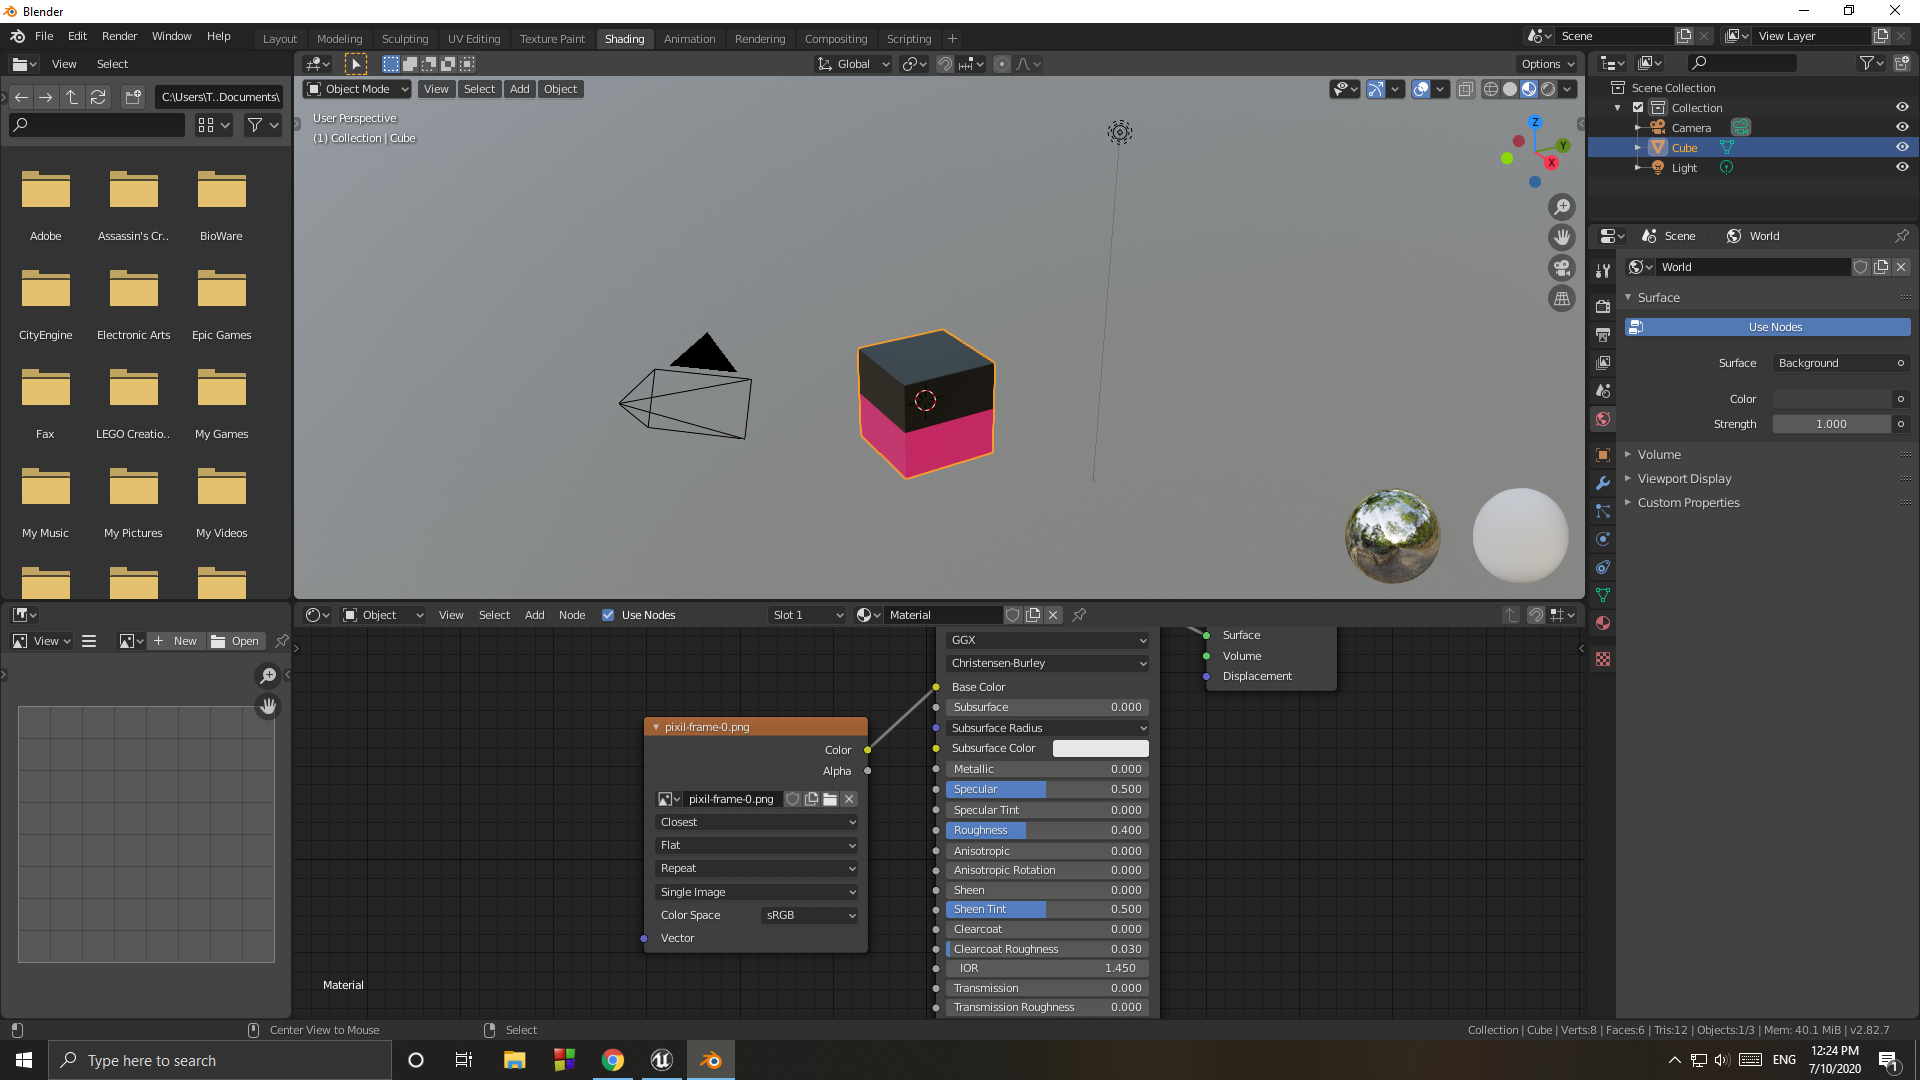 Blender
File Edit Render Window Help
Layout Modeling Sculpting UV Editing Texture Paint Shading Animation Rendering Compositing Scripting +
Scene
View Layer
View Select
Global
Options
C:\Users\T..Documents\
Object Mode View Select Add Object
User Perspective
(1) Collection | Cube
Z
Y
X
Adobe Assassin's Cr.. BioWare
CityEngine Electronic Arts Epic Games
Fax LEGO Creatio.. My Games
My Music My Pictures My Videos
Scene Collection
Collection
Camera
Cube
Light
Scene World
World
Surface
Use Nodes
Surface Background
Color
Strength 1.000
Volume
Viewport Display
Custom Properties
View New Open
Object View Select Add Node Use Nodes Slot 1 Material
pixil-frame-0.png
Color
Alpha
pixil-frame-0.png
Closest
Flat
Repeat
Single Image
Color Space sRGB
Vector
GGX
Christensen-Burley
Base Color
Subsurface 0.000
Subsurface Radius
Subsurface Color
Metallic 0.000
Specular 0.500
Specular Tint 0.000
Roughness 0.400
Anisotropic 0.000
Anisotropic Rotation 0.000
Sheen 0.000
Sheen Tint 0.500
Clearcoat 0.000
Clearcoat Roughness 0.030
IOR 1.450
Transmission 0.000
Transmission Roughness 0.000
Surface
Volume
Displacement
Material
Center View to Mouse Select
Collection | Cube | Verts:8 | Faces:6 | Tris:12 | Objects:1/3 | Mem: 40.1 MiB | v2.82.7
Type here to search
ENG
12:24 PM
7/10/2020
1